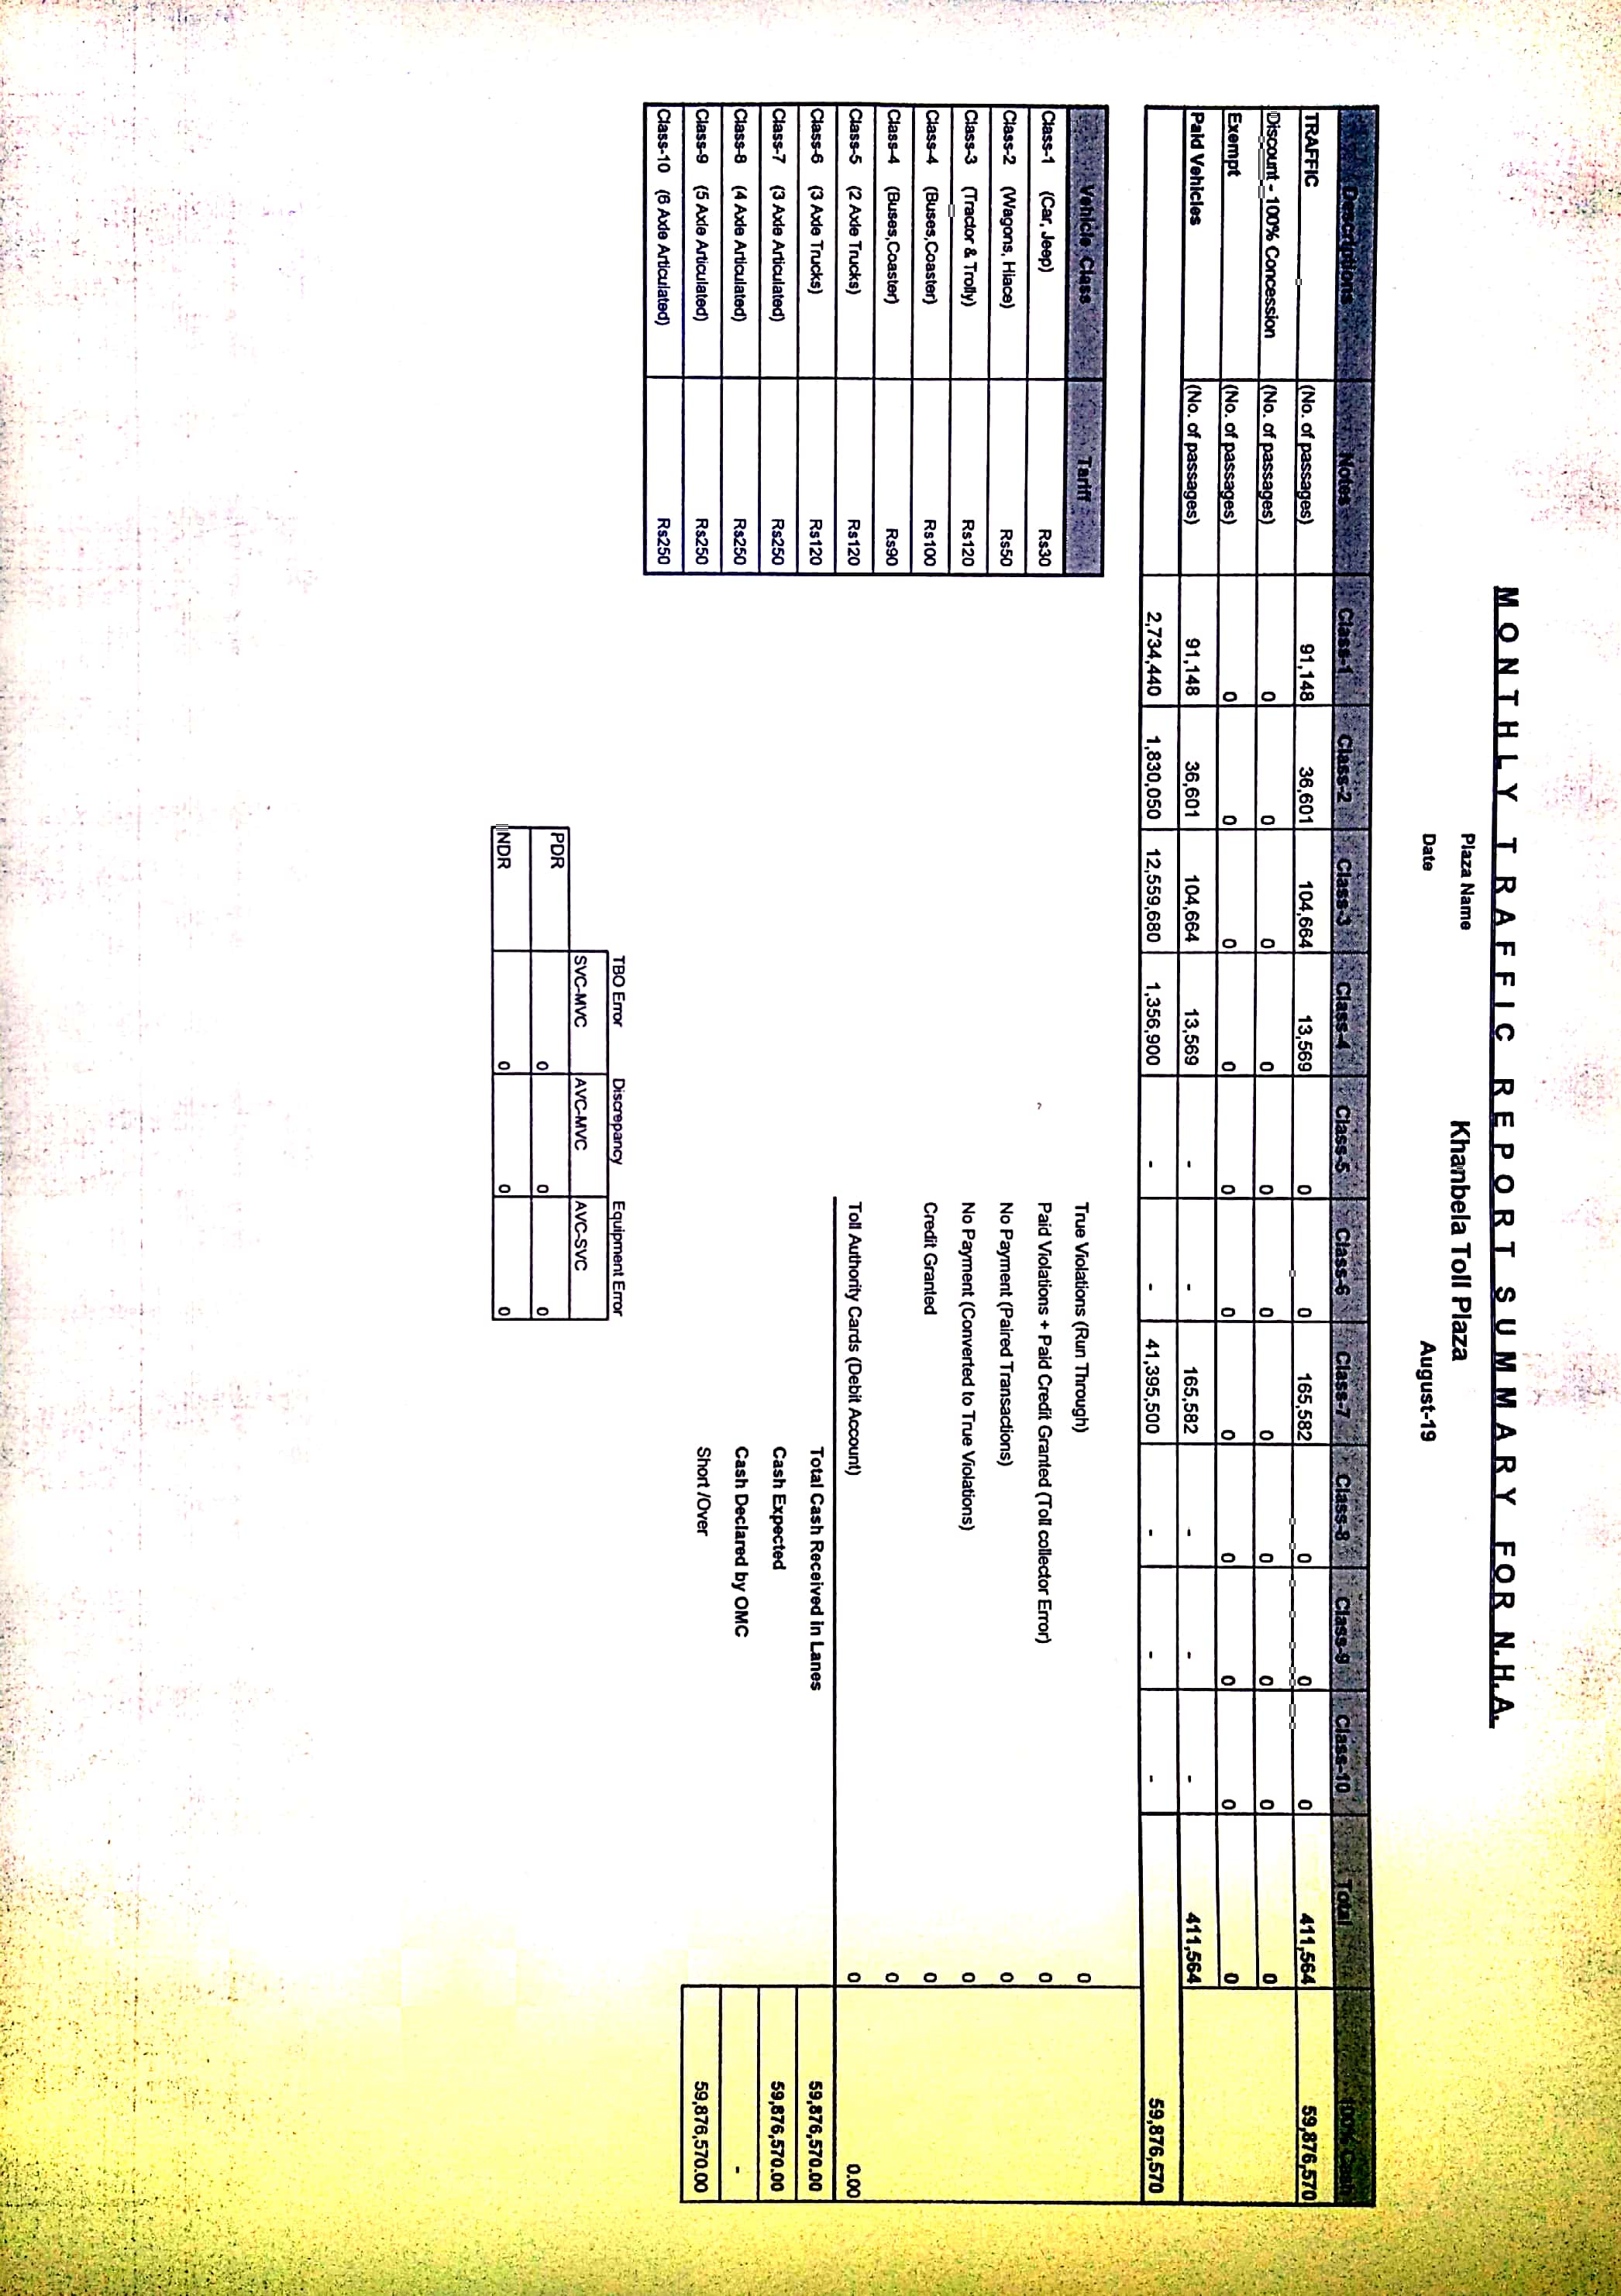 MONTHLY TRAFFIC REPORT SUMMARY FOR N.H.A.
Plaza Name Khanbela Toll Plaza
Date August-19
Descriptions Notes Class-1 Class-2 Class-3 Class-4 Class-5 Class-6 Class-7 Class-8 Class-9 Class-10 Total 100% Cash
TRAFFIC (No. of passages) 91,148 36,601 104,664 13,569 0 0 165,582 0 0 0 411,564 59,876,570
Discount - 100% Concession (No. of passages) 0 0 0 0 0 0 0 0 0 0 0
Exempt (No. of passages) 0 0 0 0 0 0 0 0 0 0 0
Paid Vehicles (No. of passages) 91,148 36,601 104,664 13,569 - - 165,582 - - - 411,564
2,734,440 1,830,050 12,559,680 1,356,900 - - 41,395,500 - - - 59,876,570
Vehicle Class Tariff
Class-1 (Car, Jeep) Rs30
Class-2 (Wagons, Hiace) Rs50
Class-3 (Tractor & Trolly) Rs120
Class-4 (Buses,Coaster) Rs100
Class-4 (Buses,Coaster) Rs90
Class-5 (2 Axle Trucks) Rs120
Class-6 (3 Axle Trucks) Rs120
Class-7 (3 Axle Articulated) Rs250
Class-8 (4 Axle Articulated) Rs250
Class-9 (5 Axle Articulated) Rs250
Class-10 (6 Axle Articulated) Rs250
True Violations (Run Through) 0
Paid Violations + Paid Credit Granted (Toll collector Error) 0
No Payment (Paired Transactions) 0
No Payment (Converted to True Violations) 0
Credit Granted 0
0
Toll Authority Cards (Debit Account) 0 0.00
Total Cash Received in Lanes 59,876,570.00
Cash Expected 59,876,570.00
Cash Declared by OMC -
Short /Over 59,876,570.00
TBO Error Discrepancy Equipment Error
SVC-MVC AVC-MVC AVC-SVC
PDR 0 0 0
NDR 0 0 0